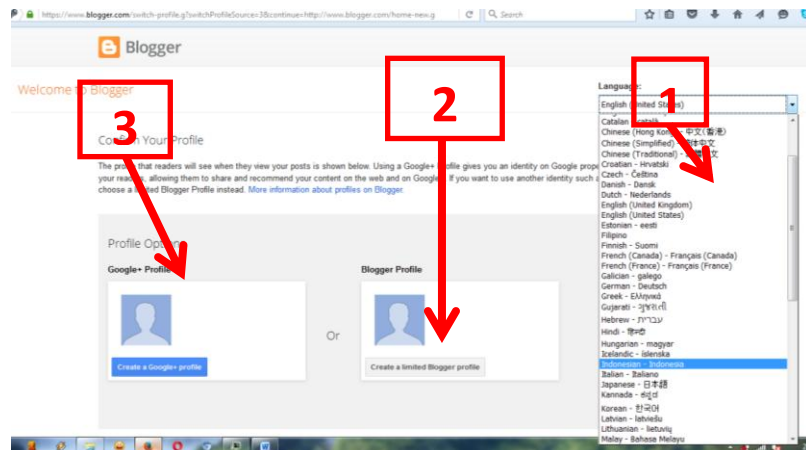 https://www.blogger.com/switch-profile.g?switchProfileSource=3&continue=http://www.blogger.com/home-new.g
Search
Blogger
Welcome to Blogger
Language:
English (United States)
3
2
1
Your Profile
The profile that readers will see when they view your posts is shown below. Using a Google+ profile gives you an identity on Google
your readers, allowing them to share and recommend your content on the web and on Google. If you want to use another identity such a
choose a limited Blogger Profile instead. More information about profiles on Blogger.
Profile Option
Google+ Profile
Blogger Profile
Or
Create a Google+ profile
Create a limited Blogger profile
Catalan - català
Chinese (Hong Kong) - 中文(香港)
Chinese (Simplified) - 简体中文
Chinese (Traditional) - 繁體中文
Croatian - Hrvatski
Czech - Čeština
Danish - Dansk
Dutch - Nederlands
English (United Kingdom)
English (United States)
Estonian - eesti
Filipino
Finnish - Suomi
French (Canada) - Français (Canada)
French (France) - Français (France)
Galician - galego
German - Deutsch
Greek - Ελληνικά
Gujarati - ગુજરાતી
Hebrew - עברית
Hindi - हिन्दी
Hungarian - magyar
Icelandic - íslenska
Indonesian - Indonesia
Italian - Italiano
Japanese - 日本語
Kannada - ಕನ್ನಡ
Korean - 한국어
Latvian - latviešu
Lithuanian - lietuvių
Malay - Bahasa Melayu